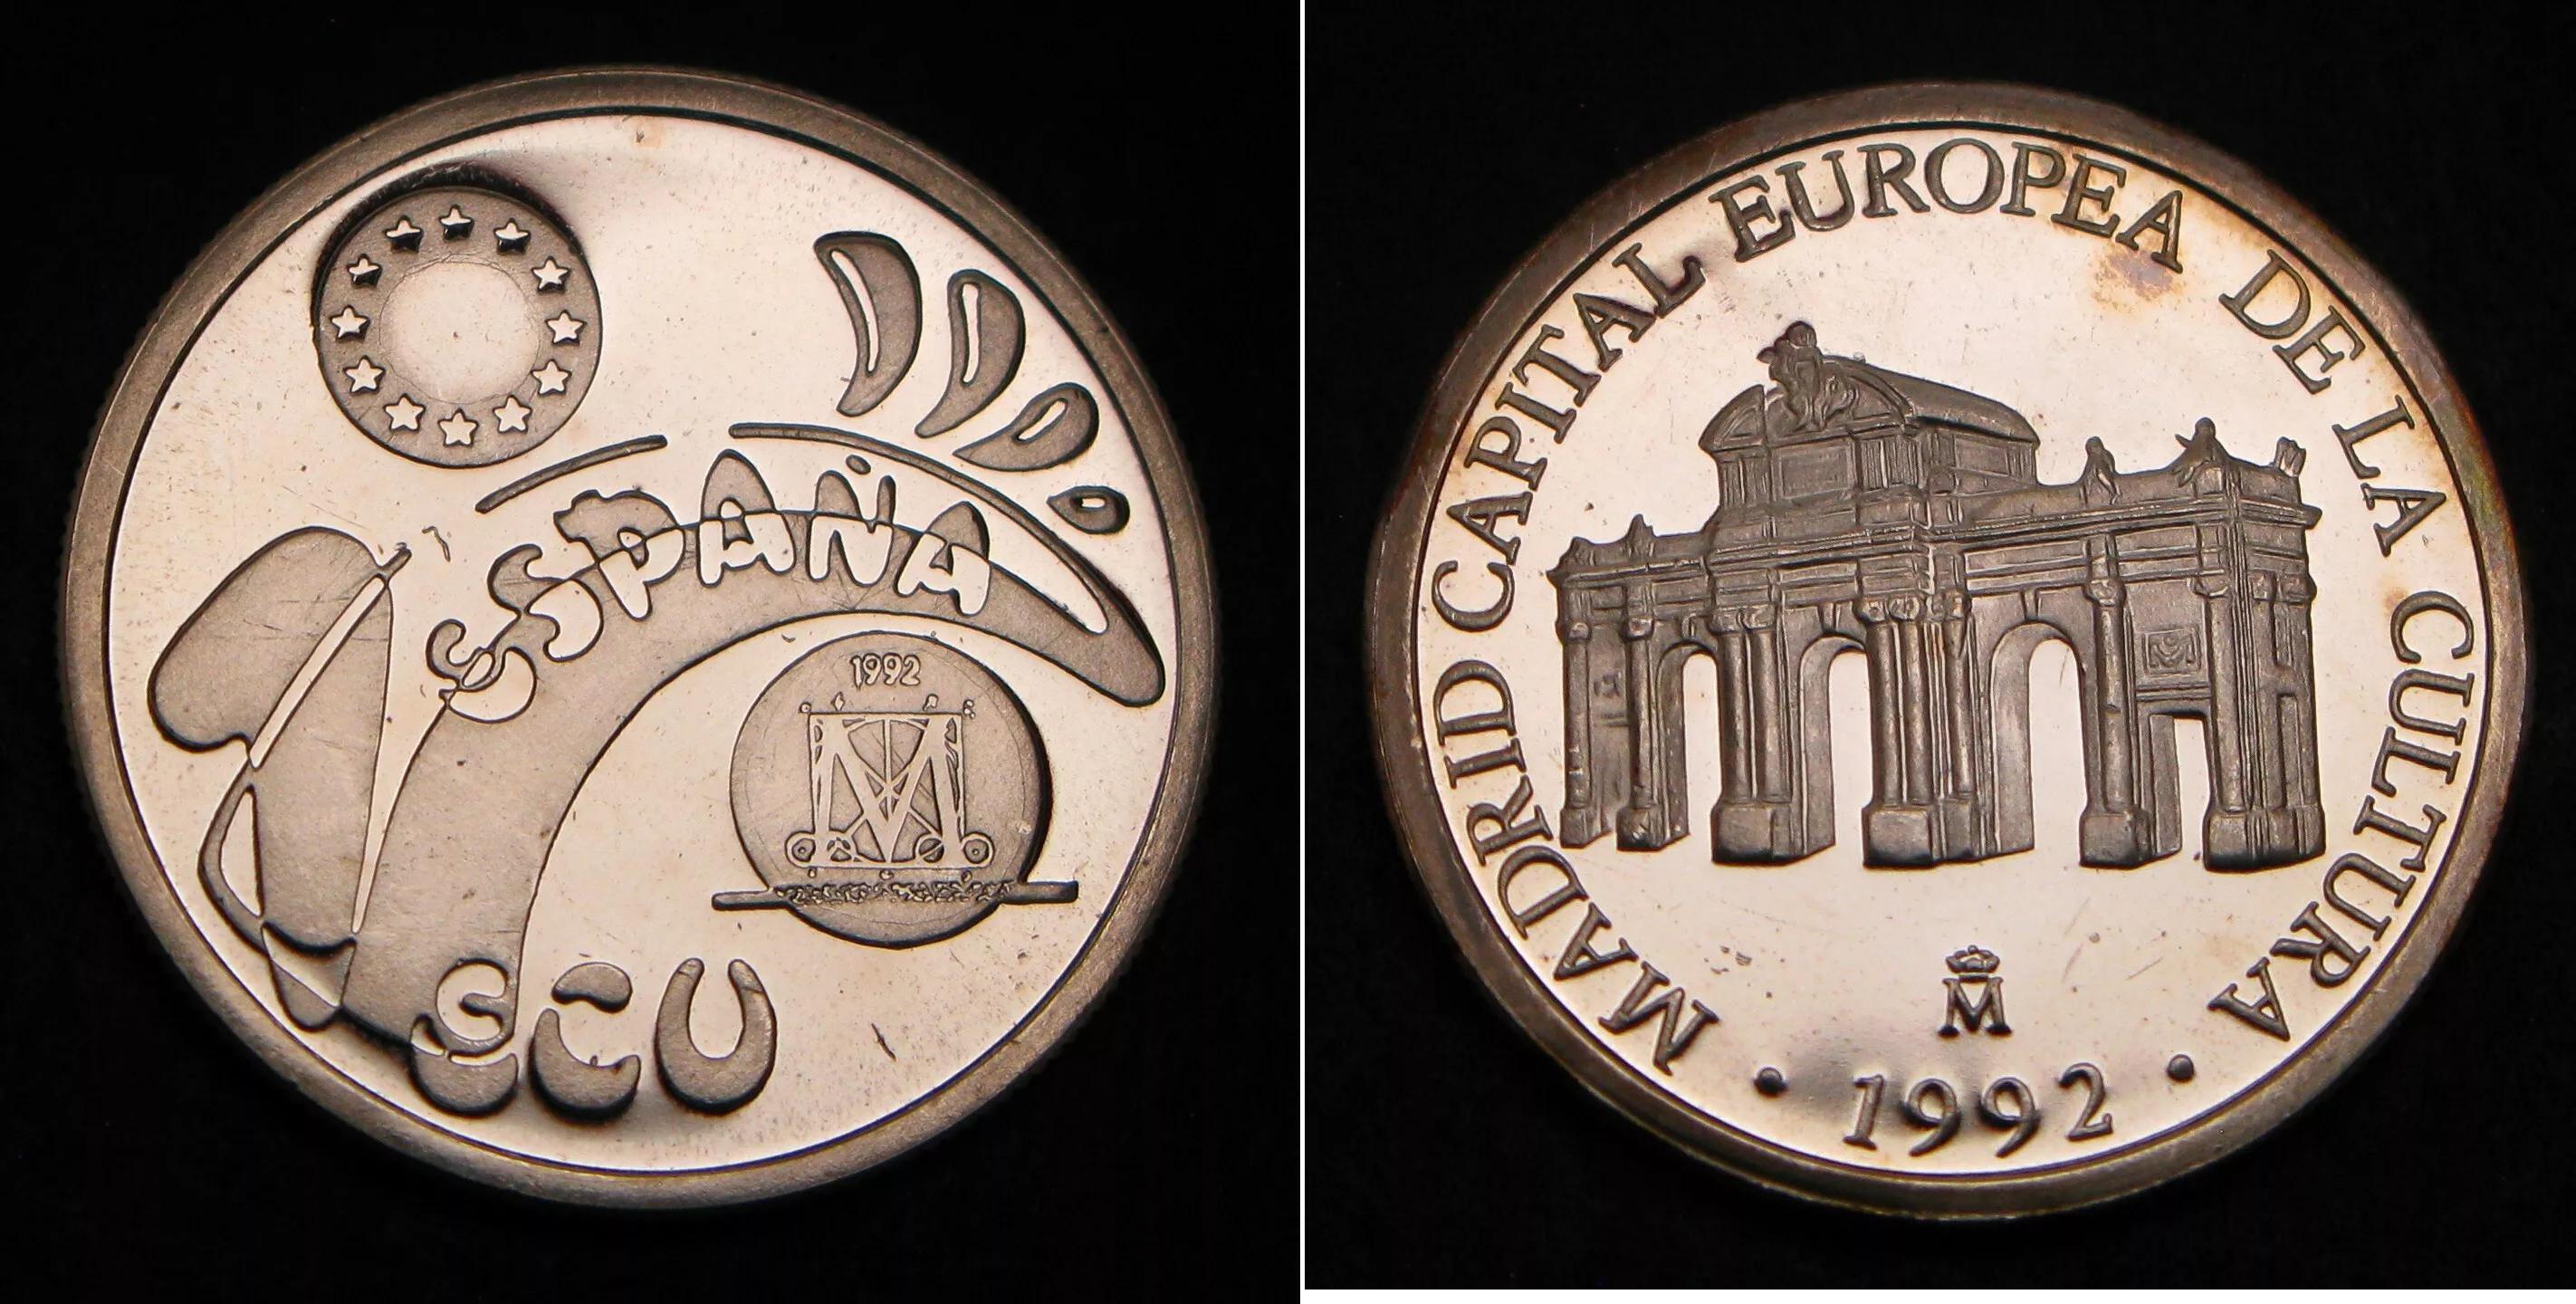 ESPAÑA
1992
M
1 ECU
MADRID CAPITAL EUROPEA DE LA CULTURA
M
M
• 1992 •